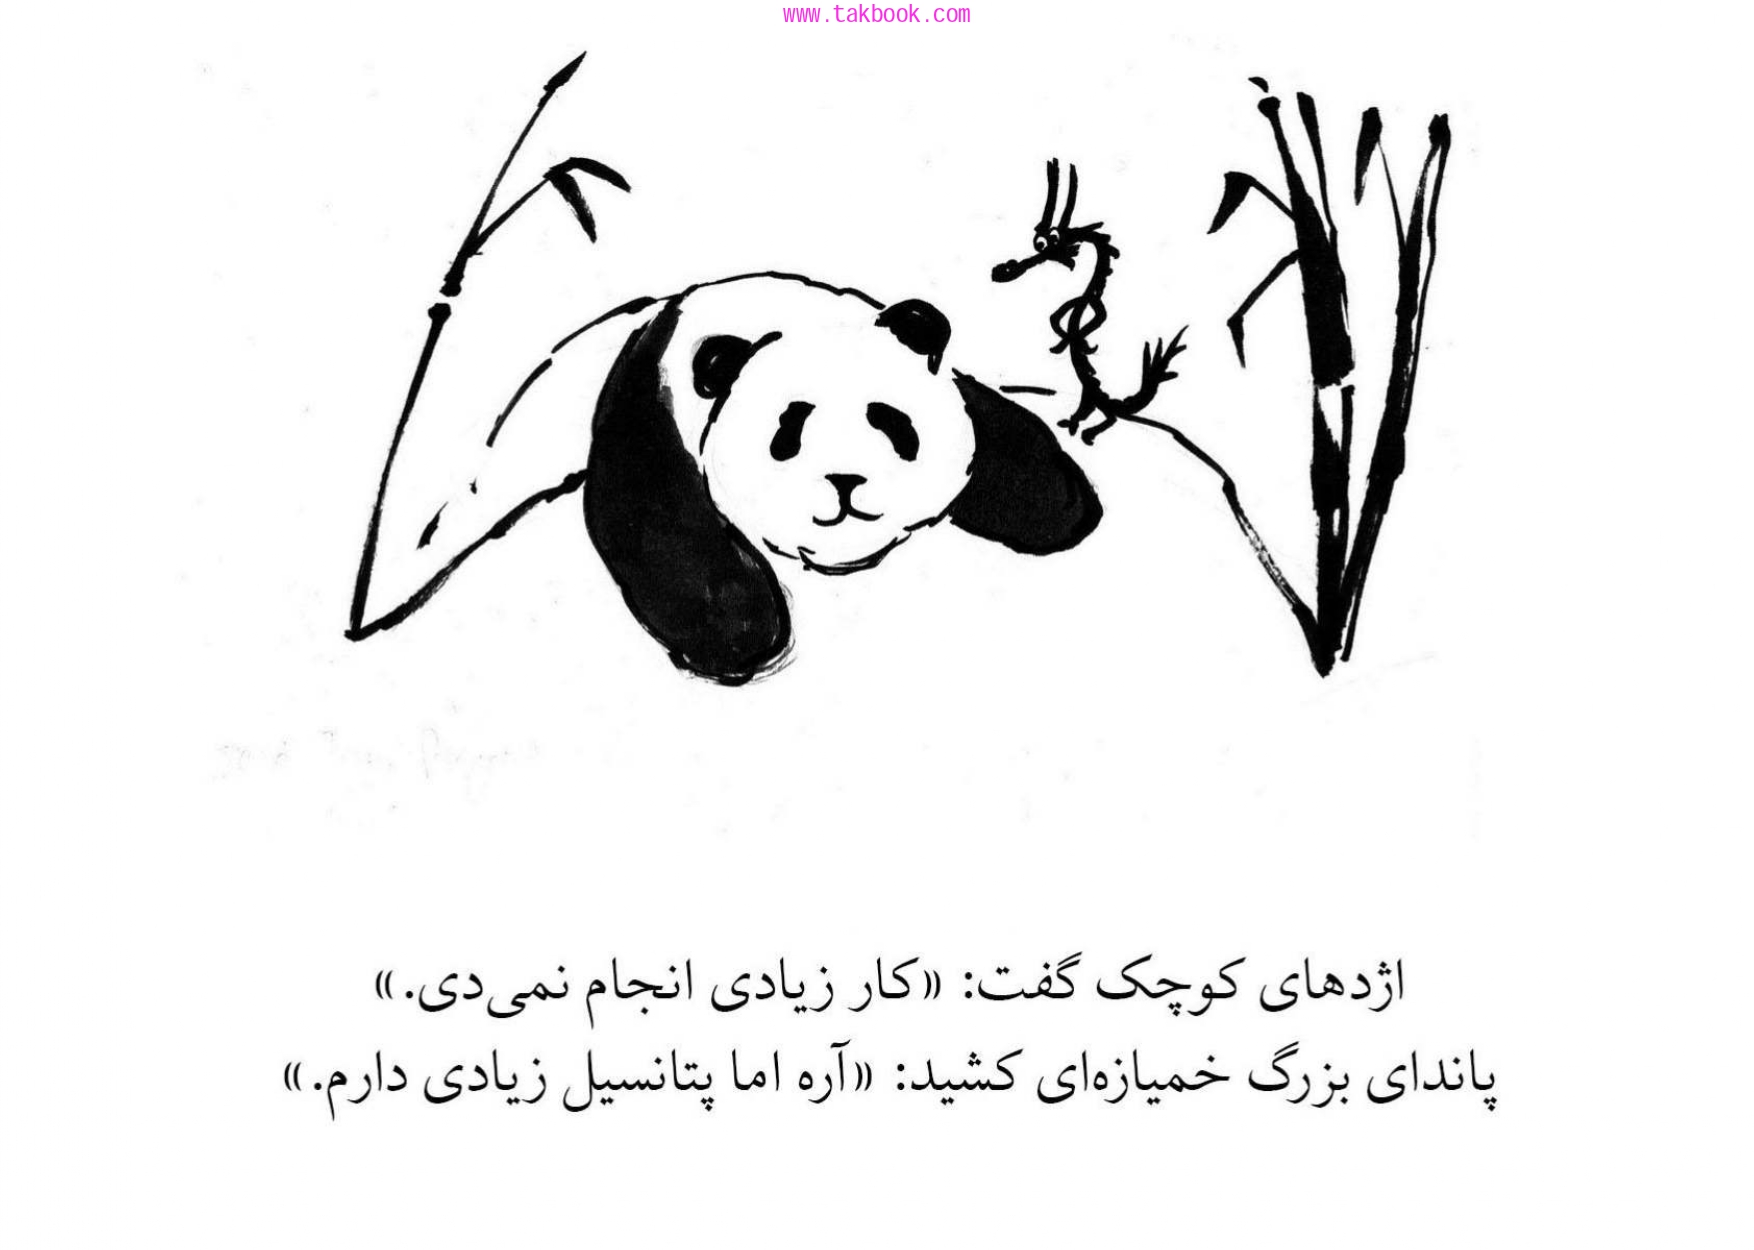 www.takbook.com
اژدهای کوچک گفت: «کار زیادی انجام نمی‌دی.»
پاندای بزرگ خمیازه‌ای کشید: «آره اما پتانسیل زیادی دارم.»